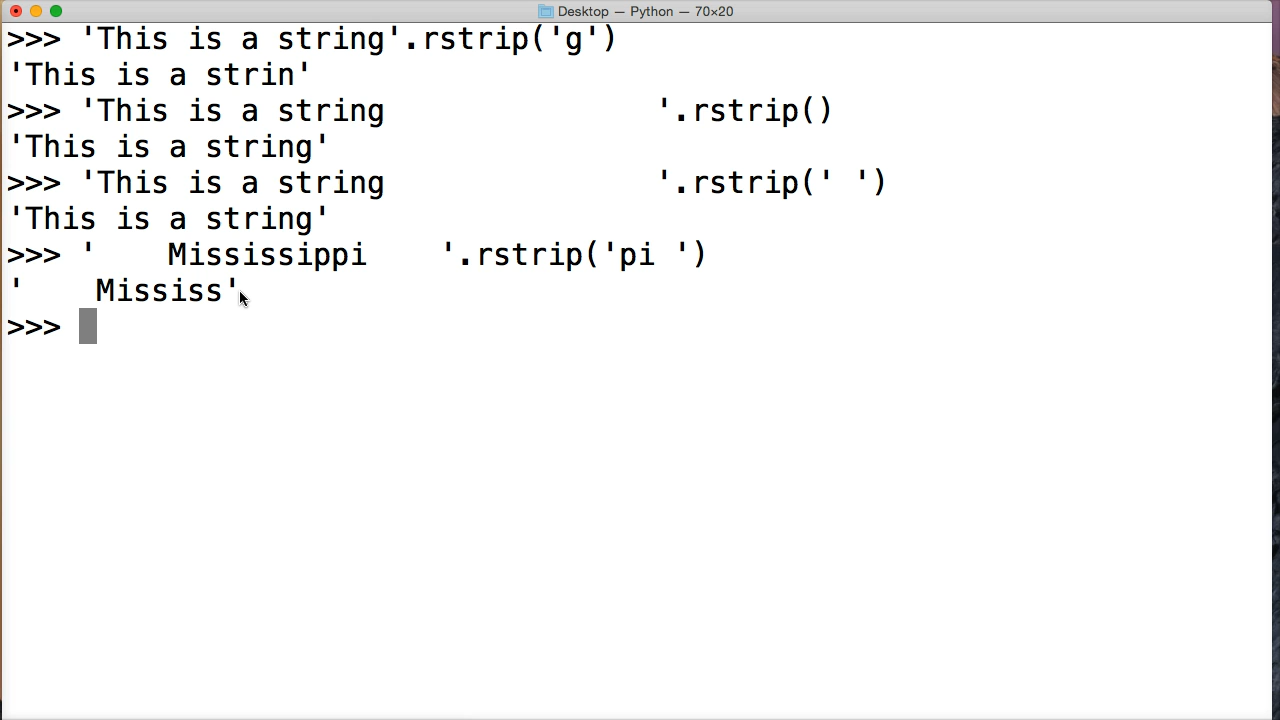 Desktop — Python — 70×20
>>> 'This is a string'.rstrip('g')
'This is a strin'
>>> 'This is a string               '.rstrip()
'This is a string'
>>> 'This is a string               '.rstrip(' ')
'This is a string'
>>> '    Mississippi    '.rstrip('pi ')
'    Mississ'
>>>